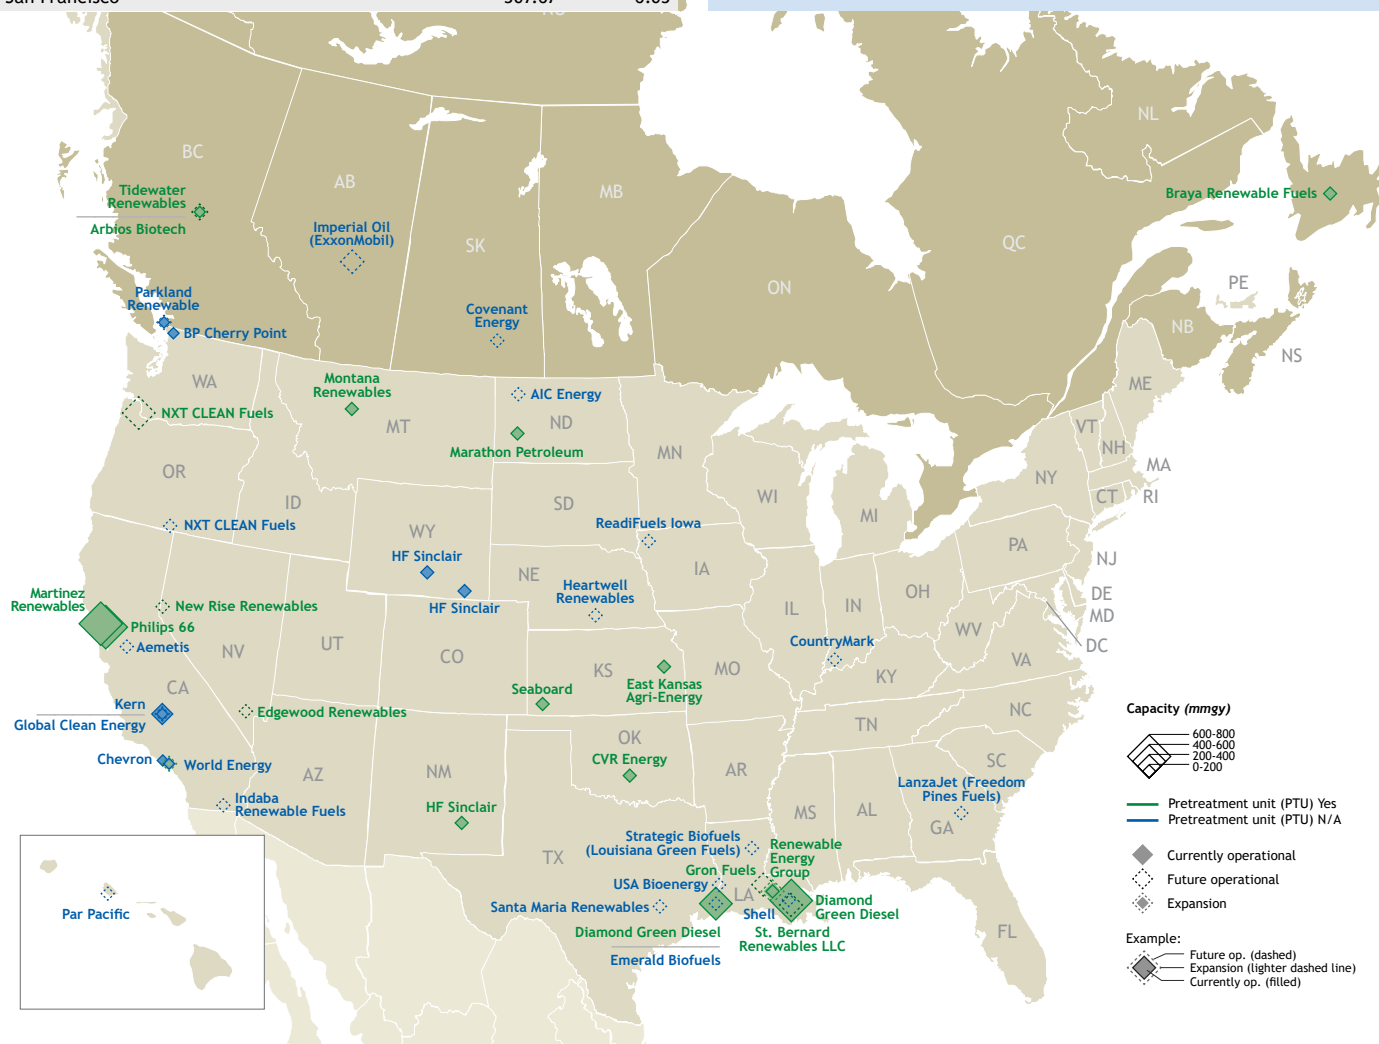 NL
BC
AB
MB
SK
ON
QC
PE
NB
NS
Tidewater
Renewables
Arbios Biotech
Imperial Oil
(ExxonMobil)
Braya Renewable Fuels
Parkland
Renewable
BP Cherry Point
Covenant
Energy
WA
Montana
Renewables
AIC Energy
NXT CLEAN Fuels
MT
ND
Marathon Petroleum
MN
ME
VT
NH
MA
NY
CT
RI
OR
ID
SD
WI
MI
NXT CLEAN Fuels
WY
ReadiFuels Iowa
PA
NJ
HF Sinclair
NE
IA
Heartwell
Renewables
HF Sinclair
OH
DE
MD
DC
IL
IN
WV
VA
Martinez
Renewables
New Rise Renewables
Philips 66
Aemetis
NV
UT
CO
KS
MO
CountryMark
KY
CA
East Kansas
Agri-Energy
Seaboard
Kern
Global Clean Energy
Edgewood Renewables
NC
TN
OK
CVR Energy
Chevron
World Energy
AZ
NM
AR
SC
Indaba
Renewable Fuels
HF Sinclair
MS
AL
GA
LanzaJet (Freedom
Pines Fuels)
TX
Strategic Biofuels
(Louisiana Green Fuels)
Renewable
Energy
Group
Gron Fuels
USA Bioenergy
LA
Santa Maria Renewables
Shell
Diamond
Green Diesel
Diamond Green Diesel
St. Bernard
Renewables LLC
Emerald Biofuels
FL
Par Pacific
Capacity (mmgy)
600-800
400-600
200-400
0-200
Pretreatment unit (PTU) Yes
Pretreatment unit (PTU) N/A
Currently operational
Future operational
Expansion
Example:
Future op. (dashed)
Expansion (lighter dashed line)
Currently op. (filled)